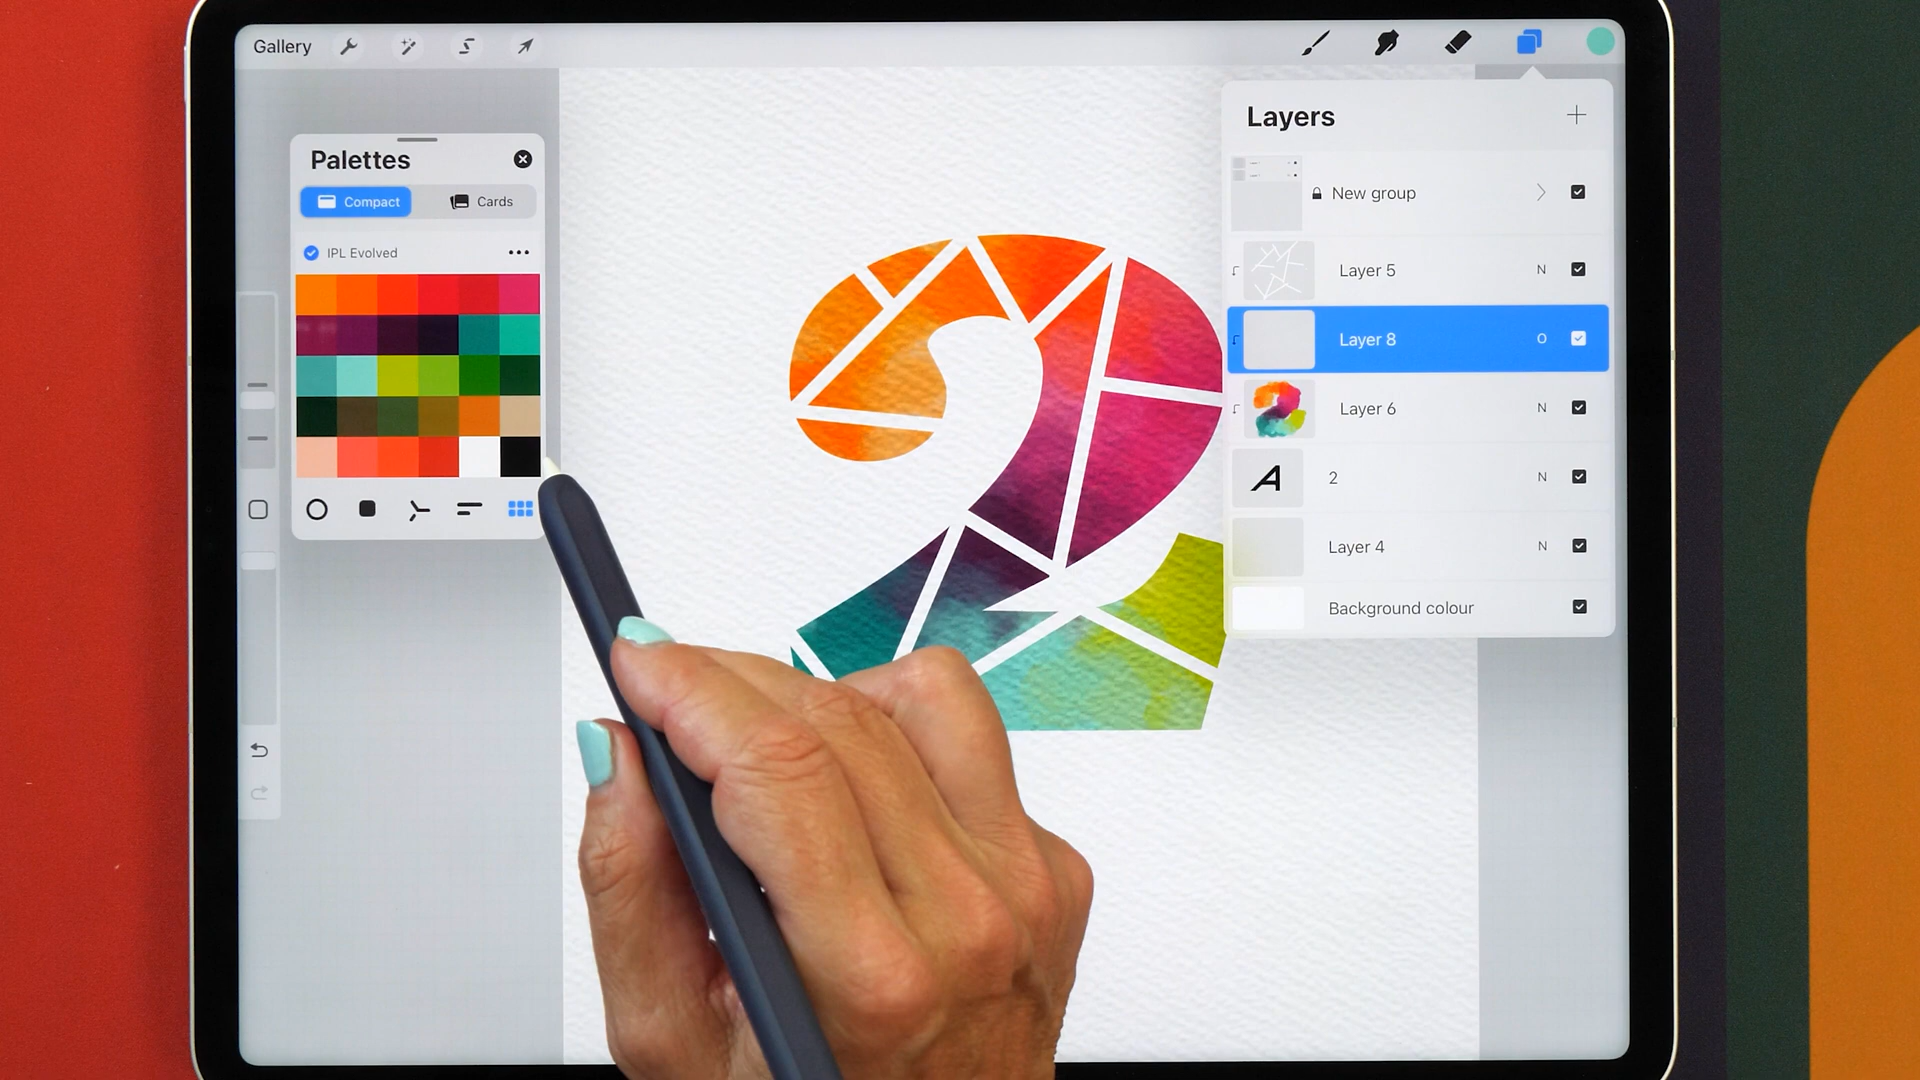 Gallery
Palettes
Compact
Cards
IPL Evolved
Layers
New group
Layer 5 N
Layer 8 O
Layer 6 N
A 2 N
Layer 4 N
Background colour
2